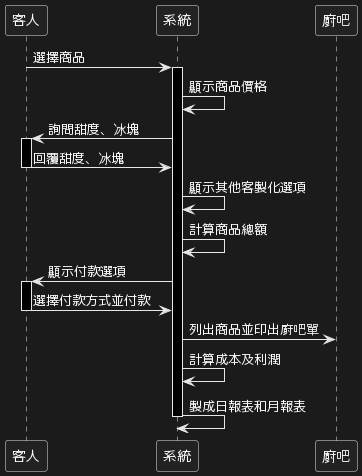 客人 系統 廚吧
選擇商品
顯示商品價格
詢問甜度、冰塊
回覆甜度、冰塊
顯示其他客製化選項
計算商品總額
顯示付款選項
選擇付款方式並付款
列出商品並印出廚吧單
計算成本及利潤
製成日報表和月報表
客人 系統 廚吧